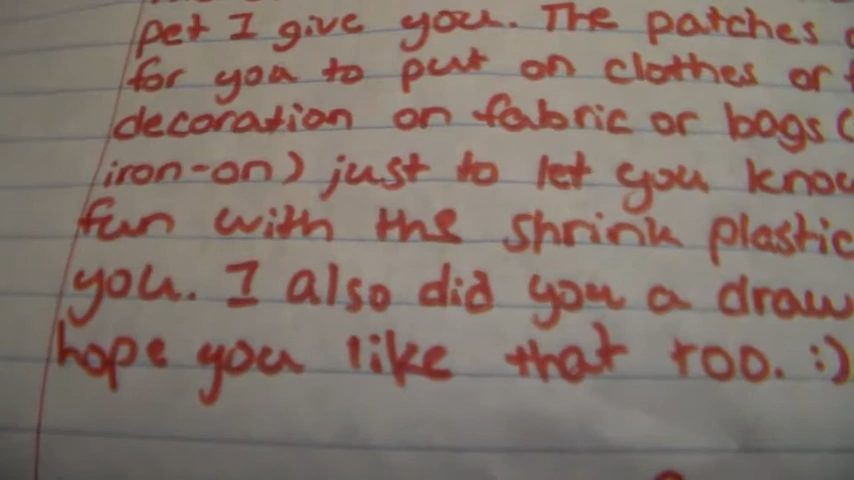 pet I give you. The patches
for you to put on clothes or
decoration on fabric or bags (
iron-on) just to let you know
fun with the shrink plastic
you. I also did you a draw
hope you like that too. :)